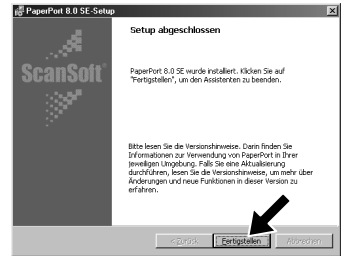 PaperPort 8.0 SE-Setup
Setup abgeschlossen
ScanSoft®
PaperPort 8.0 SE wurde installiert. Klicken Sie auf
"Fertigstellen", um den Assistenten zu beenden.
Bitte lesen Sie die Versionshinweise. Darin finden Sie
Informationen zur Verwendung von PaperPort in Ihrer
jeweiligen Umgebung. Falls Sie eine Aktualisierung
durchführen, lesen Sie die Versionshinweise, um mehr über
Änderungen und neue Funktionen in dieser Version zu
erfahren.
< Zurück Fertigstellen Abbrechen